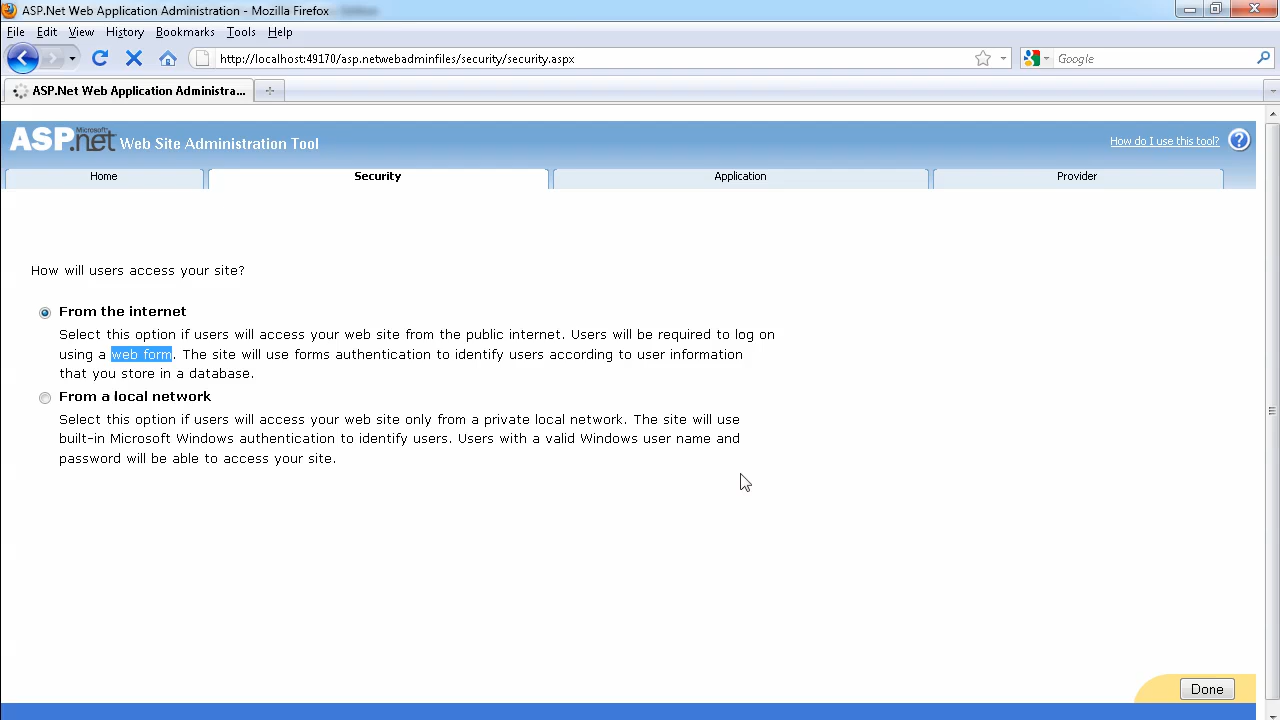 ASP.Net Web Application Administration - Mozilla Firefox
File Edit View History Bookmarks Tools Help
http://localhost:49170/asp.netwebadminfiles/security/security.aspx Google
ASP.Net Web Application Administra...
Microsoft
ASP.net Web Site Administration Tool How do I use this tool? ?
Home Security Application Provider
How will users access your site?
From the internet
Select this option if users will access your web site from the public internet. Users will be required to log on
using a web form. The site will use forms authentication to identify users according to user information
that you store in a database.
From a local network
Select this option if users will access your web site only from a private local network. The site will use
built-in Microsoft Windows authentication to identify users. Users with a valid Windows user name and
password will be able to access your site.
Done